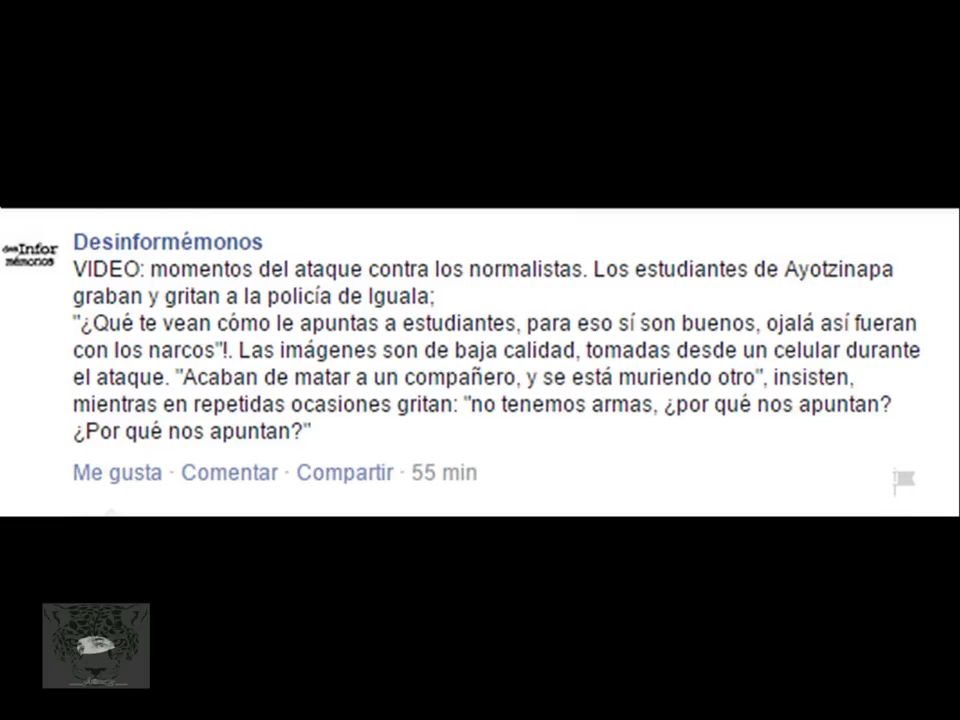 desInfor
mémonos
Desinformémonos
VIDEO: momentos del ataque contra los normalistas. Los estudiantes de Ayotzinapa
graban y gritan a la policía de Iguala;
"¿Qué te vean cómo le apuntas a estudiantes, para eso sí son buenos, ojalá así fueran
con los narcos"!. Las imágenes son de baja calidad, tomadas desde un celular durante
el ataque. "Acaban de matar a un compañero, y se está muriendo otro", insisten,
mientras en repetidas ocasiones gritan: "no tenemos armas, ¿por qué nos apuntan?
¿Por qué nos apuntan?"
Me gusta · Comentar · Compartir · 55 min